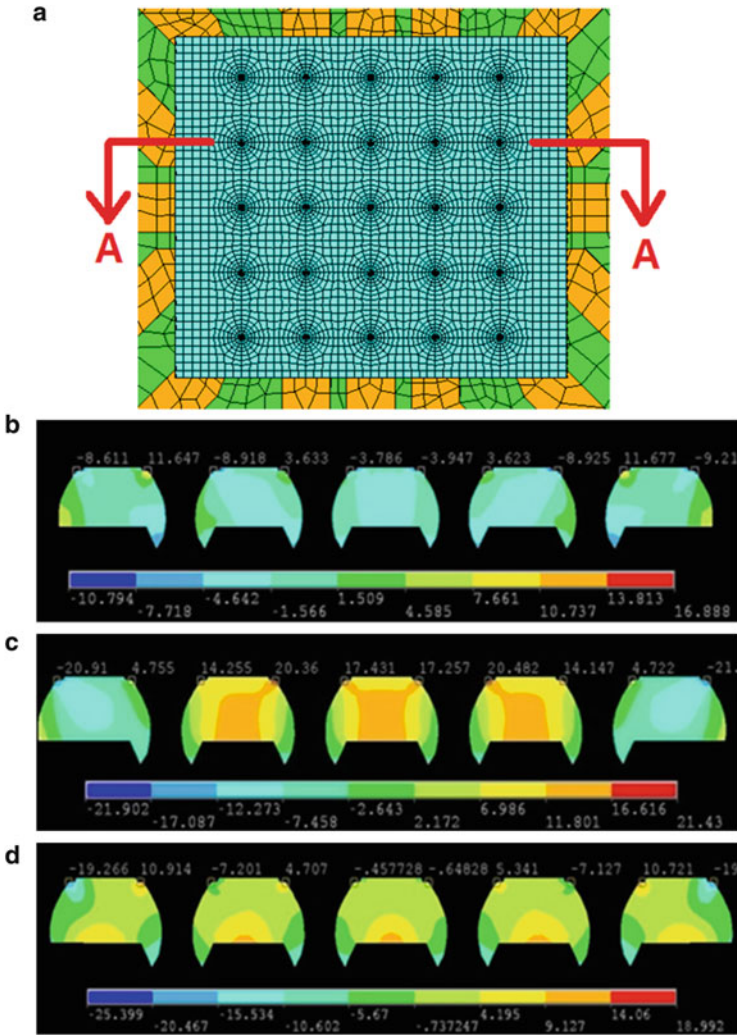 a
A
A
b
-8.611 11.647 -8.918 3.633 -3.786 -3.947 3.623 -8.925 11.677 -9.21
-10.794 -4.642 1.509 7.661 13.813
-7.718 -1.566 4.585 10.737 16.888
c
-20.91 4.755 14.255 20.36 17.431 17.257 20.482 14.147 4.722 -21.
-21.902 -12.273 -2.643 6.986 16.616
-17.087 -7.458 2.172 11.801 21.43
d
-19.266 10.914 -7.201 4.707 -.457728 -.64828 5.341 -7.127 10.721 -19
-25.399 -15.534 -5.67 4.195 14.06
-20.467 -10.602 -.737247 9.127 18.992